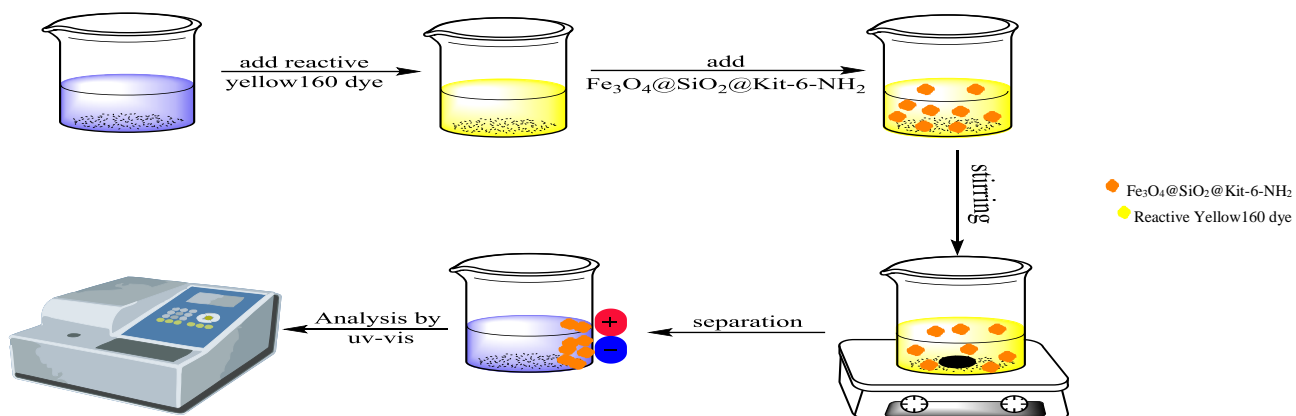 add reactive
yellow160 dye
add
Fe₃O₄@SiO₂@Kit-6-NH₂
stirring
Fe₃O₄@SiO₂@Kit-6-NH₂
Reactive Yellow160 dye
separation
+
−
Analysis by
uv-vis